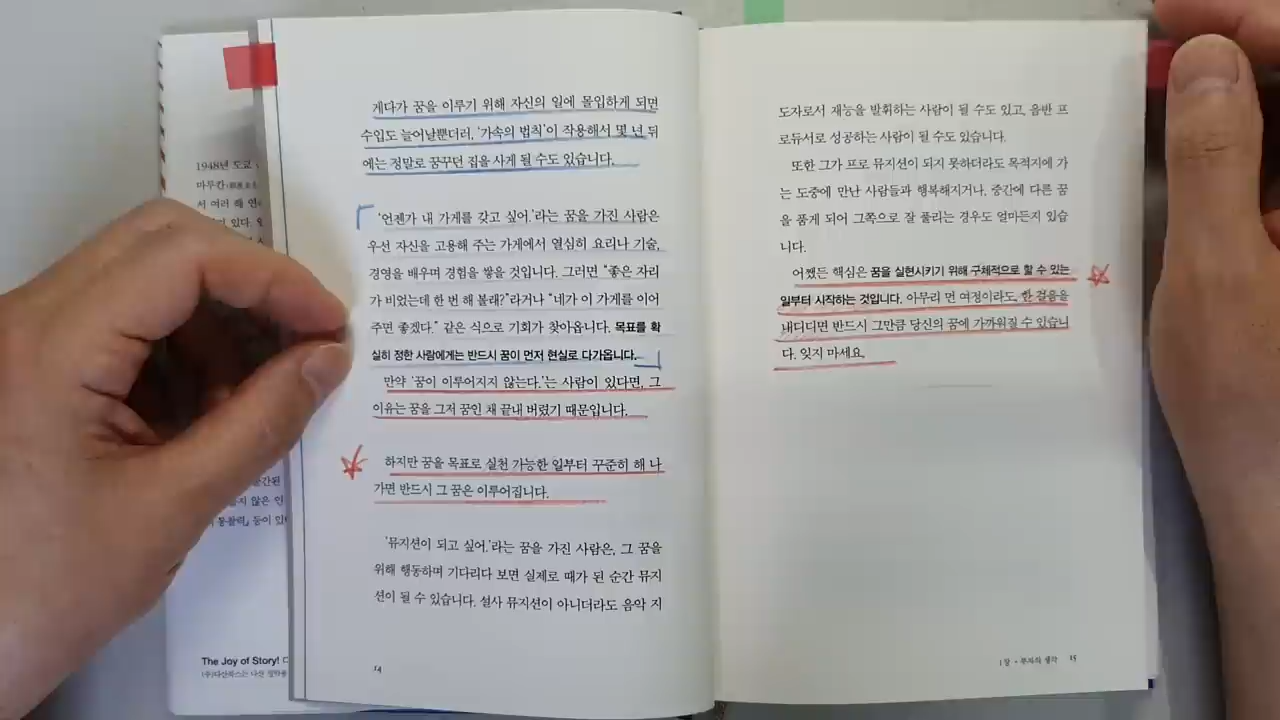 1948년 도쿄
마루칸
서 여러 해 연
The Joy of Story!
게다가 꿈을 이루기 위해 자신의 일에 몰입하게 되면
수입도 늘어날뿐더러, '가속의 법칙'이 작용해서 몇 년 뒤
에는 정말로 꿈꾸던 집을 사게 될 수도 있습니다.
'언젠가 내 가게를 갖고 싶어.'라는 꿈을 가진 사람은
우선 자신을 고용해 주는 가게에서 열심히 요리나 기술,
경영을 배우며 경험을 쌓을 것입니다. 그러면 "좋은 자리
가 비었는데 한 번 해 볼래?"라거나 "네가 이 가게를 이어
주면 좋겠다." 같은 식으로 기회가 찾아옵니다. 목표를 확
실히 정한 사람에게는 반드시 꿈이 먼저 현실로 다가옵니다.
만약 '꿈이 이루어지지 않는다.'는 사람이 있다면, 그
이유는 꿈을 그저 꿈인 채 끝내 버렸기 때문입니다.
하지만 꿈을 목표로 실천 가능한 일부터 꾸준히 해 나
가면 반드시 그 꿈은 이루어집니다.
'뮤지션이 되고 싶어.'라는 꿈을 가진 사람은, 그 꿈을
위해 행동하며 기다리다 보면 실제로 때가 된 순간 뮤지
션이 될 수 있습니다. 설사 뮤지션이 아니더라도 음악 지
14
도자로서 재능을 발휘하는 사람이 될 수도 있고, 음반 프
로듀서로 성공하는 사람이 될 수도 있습니다.
또한 그가 프로 뮤지션이 되지 못하더라도 목적지에 가
는 도중에 만난 사람들과 행복해지거나, 중간에 다른 꿈
을 품게 되어 그쪽으로 잘 풀리는 경우도 얼마든지 있습
니다.
어쨌든 핵심은 꿈을 실현시키기 위해 구체적으로 할 수 있는
일부터 시작하는 것입니다. 아무리 먼 여정이라도, 한 걸음을
내디디면 반드시 그만큼 당신의 꿈에 가까워질 수 있습니
다. 잊지 마세요.
1장 • 부자의 생각 15